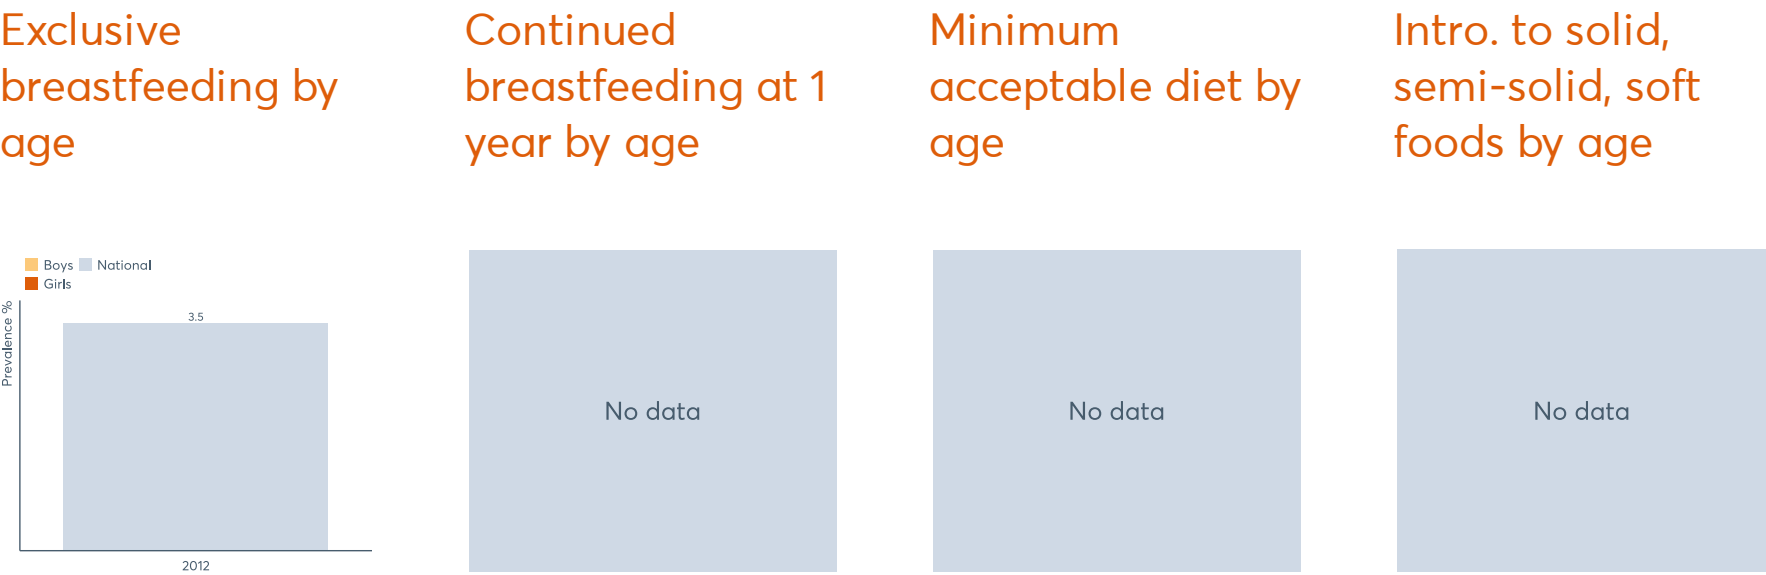 Exclusive
breastfeeding by
age
Continued
breastfeeding at 1
year by age
Minimum
acceptable diet by
age
Intro. to solid,
semi-solid, soft
foods by age
Boys National
Girls
Prevalence %
3.5
2012
No data
No data
No data